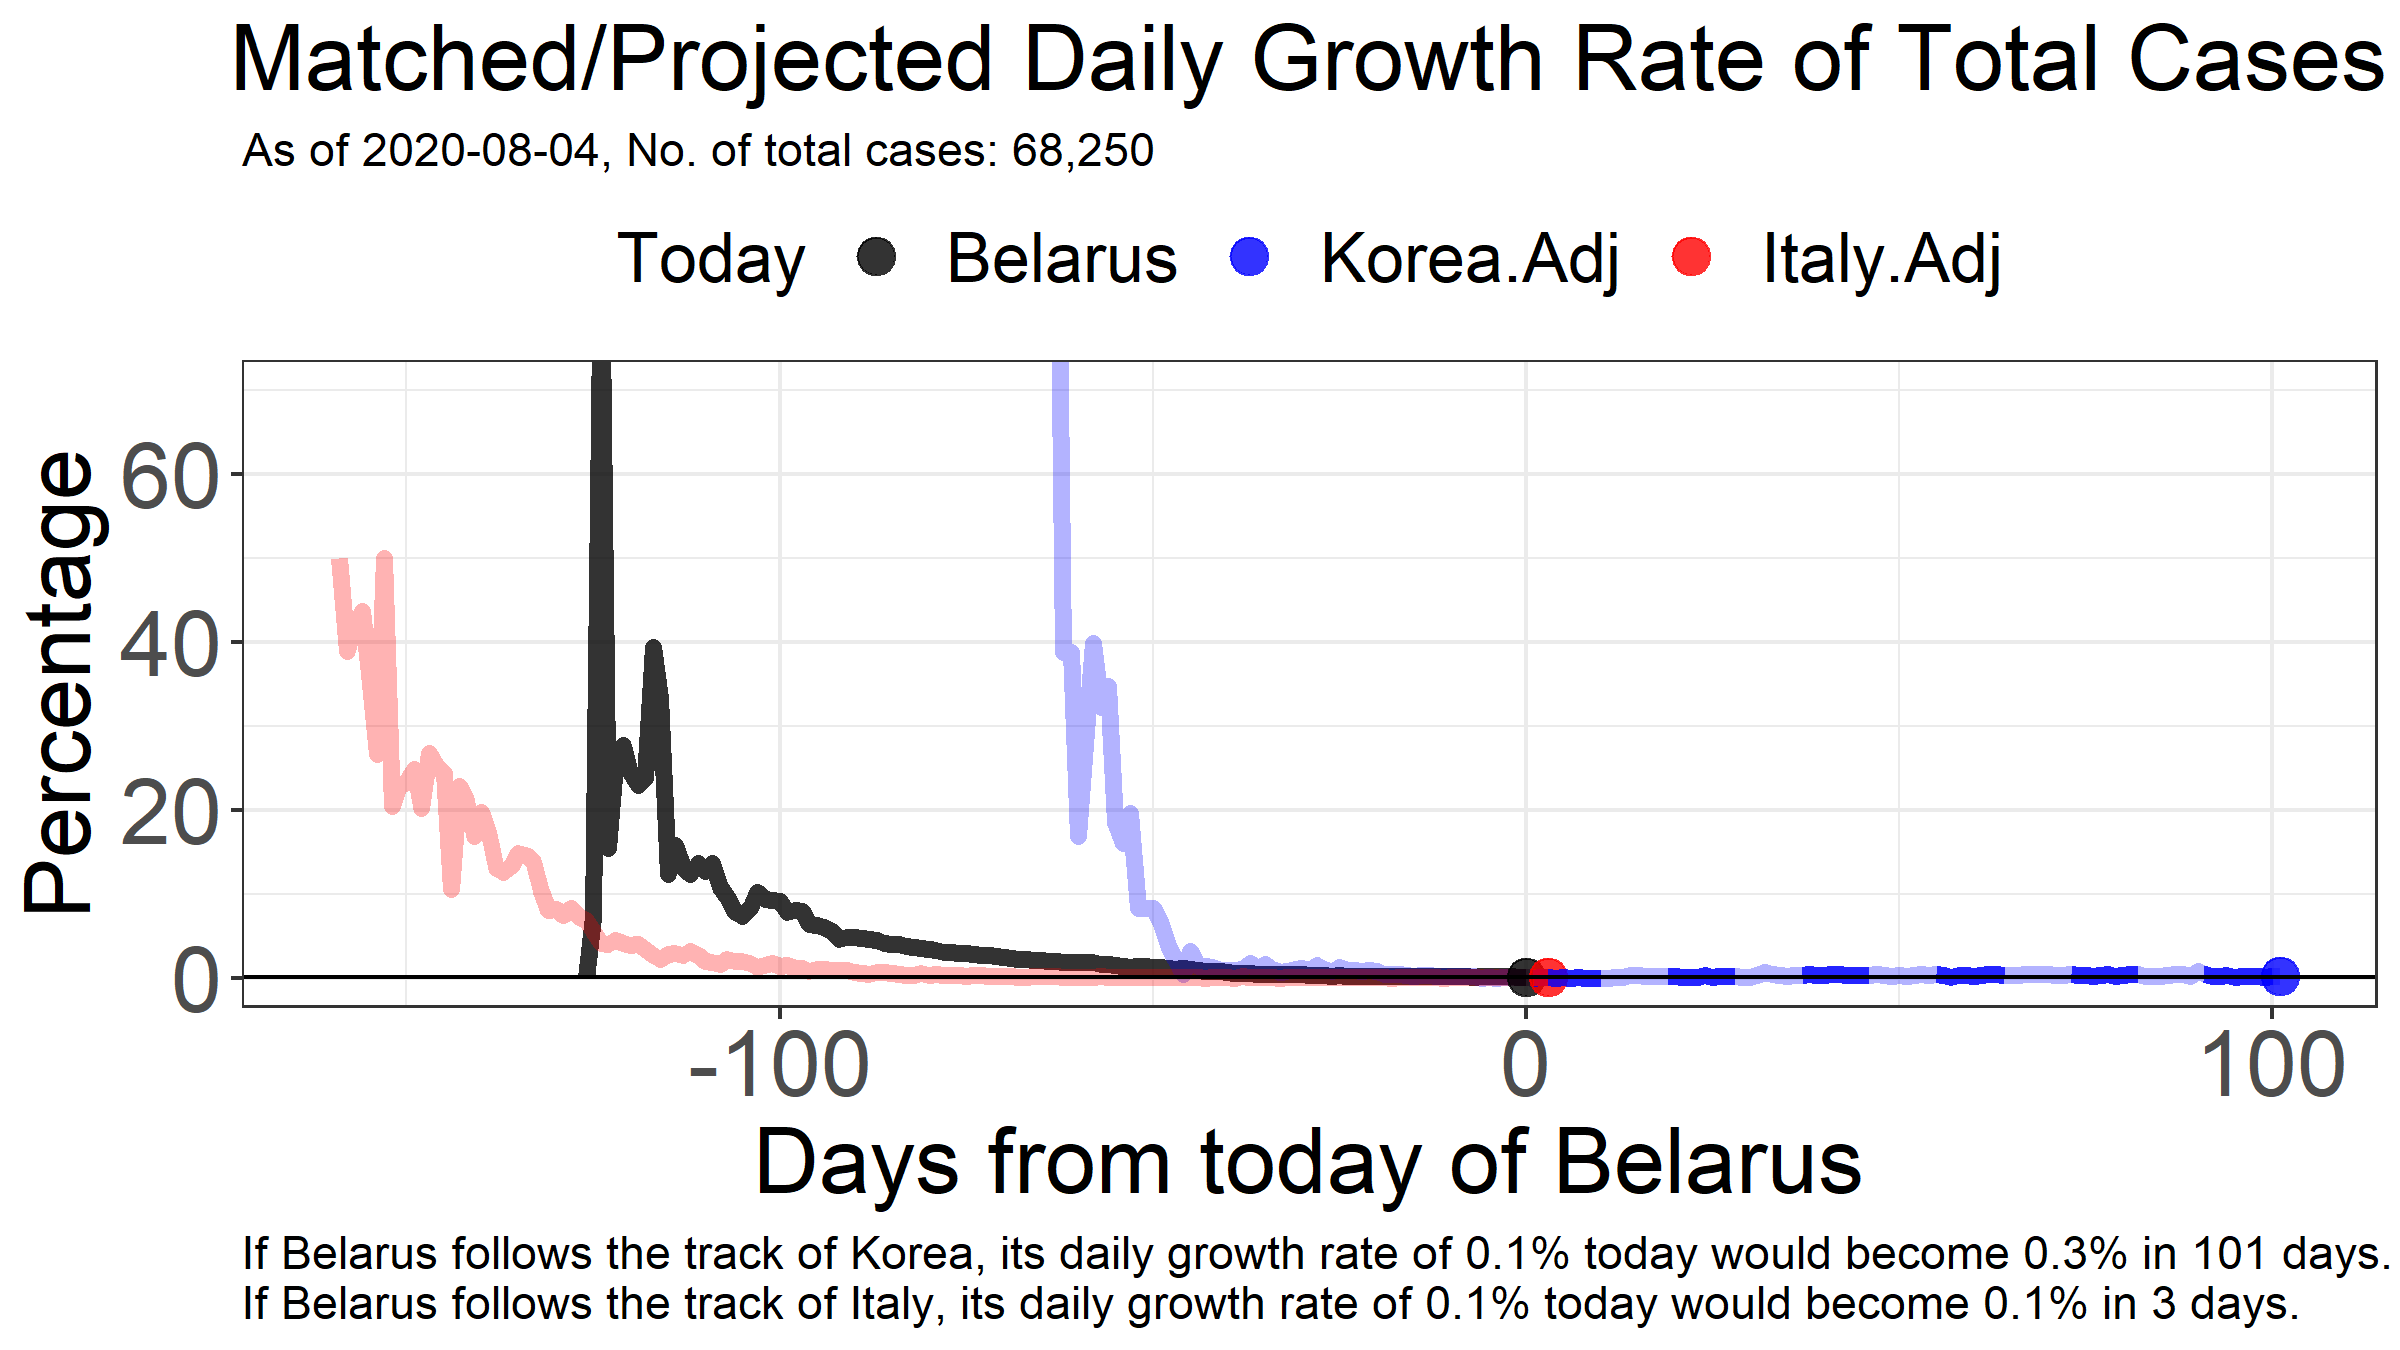 Matched/Projected Daily Growth Rate of Total Cases
As of 2020-08-04, No. of total cases: 68,250
Today Belarus Korea.Adj Italy.Adj
Percentage
60
40
20
0
-100 0 100
Days from today of Belarus
If Belarus follows the track of Korea, its daily growth rate of 0.1% today would become 0.3% in 101 days.
If Belarus follows the track of Italy, its daily growth rate of 0.1% today would become 0.1% in 3 days.